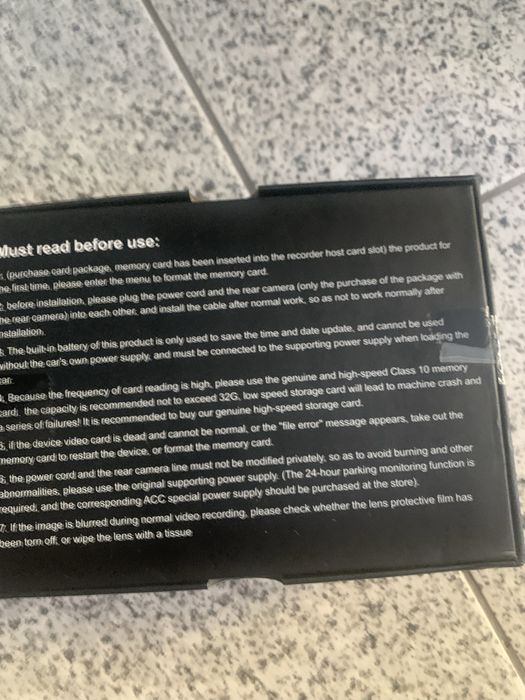 Must read before use:
(purchase card package, memory card has been inserted into the recorder host card slot) the product for
the first time, please enter the menu to format the memory card.
before installation, please plug the power cord and the rear camera (only the purchase of the package with
the rear camera) into each other, and install the cable after normal work, so as not to work normally after
installation.
The built-in battery of this product is only used to save the time and date update, and cannot be used
without the car's own power supply, and must be connected to the supporting power supply when loading the
car.
4, Because the frequency of card reading is high, please use the genuine and high-speed Class 10 memory
card; the capacity is recommended not to exceed 32G, low speed storage card will lead to machine crash and
a series of failures! It is recommended to buy our genuine high-speed storage card.
5, if the device video card is dead and cannot be normal, or the "file error" message appears, take out the
memory card to restart the device, or format the memory card.
6, the power cord and the rear camera line must not be modified privately, so as to avoid burning and other
abnormalities, please use the original supporting power supply. (The 24-hour parking monitoring function is
required, and the corresponding ACC special power supply should be purchased at the store).
7. If the image is blurred during normal video recording, please check whether the lens protective film has
been torn off, or wipe the lens with a tissue